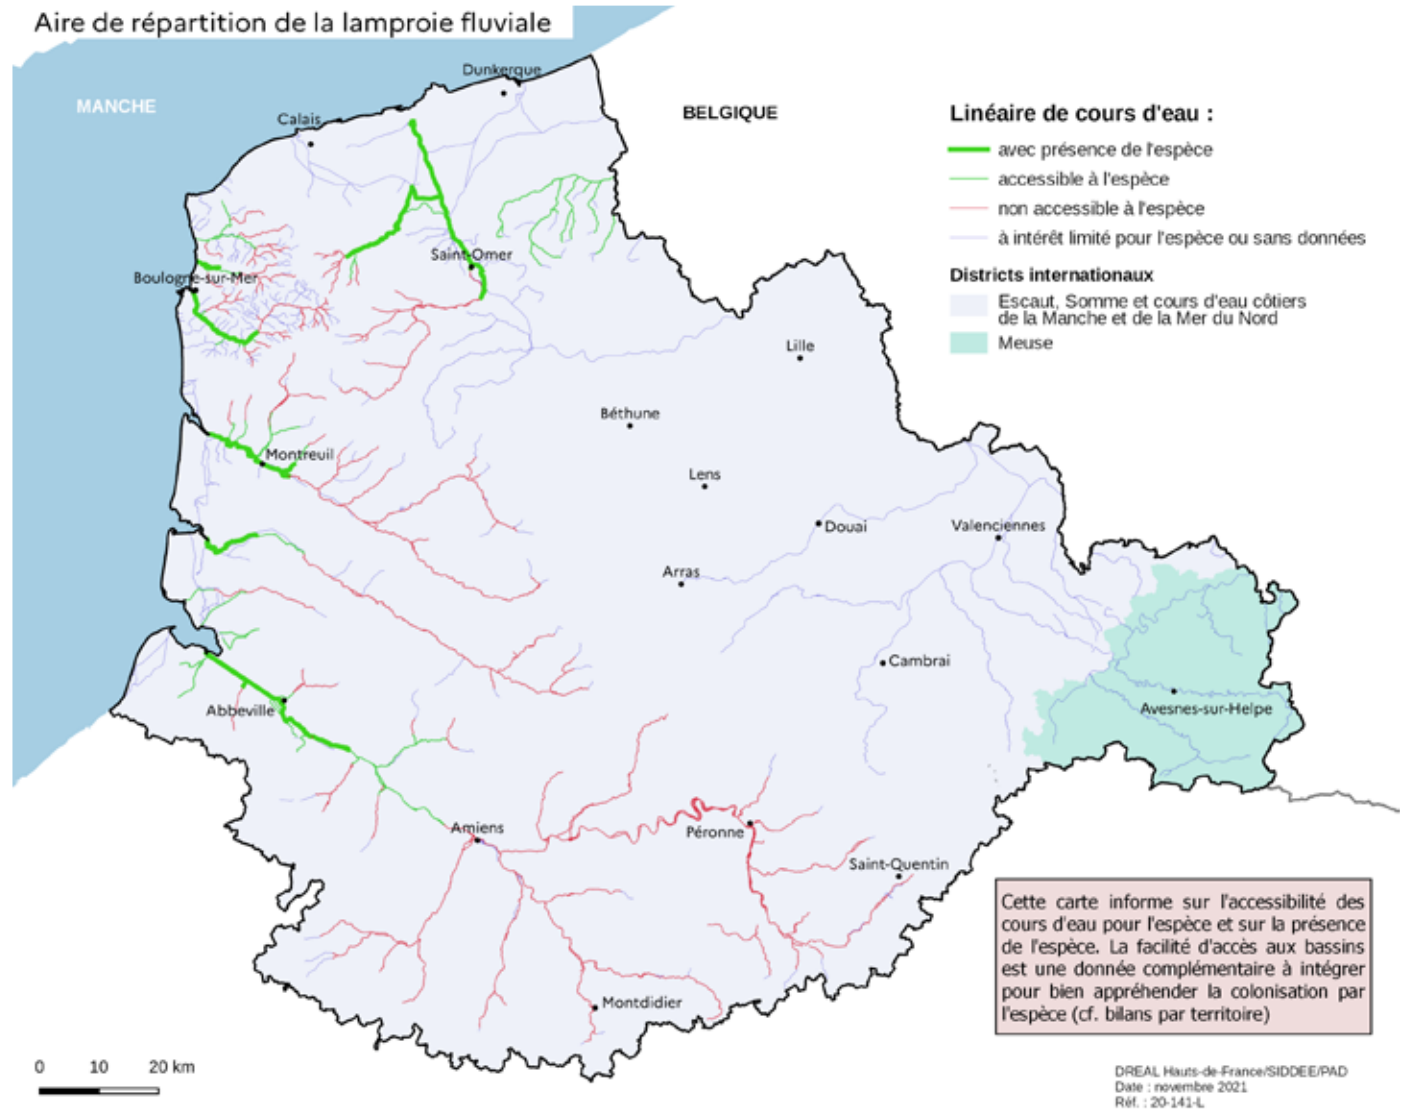 Aire de répartition de la lamproie fluviale
Dunkerque
MANCHE
BELGIQUE
Calais
Linéaire de cours d'eau :
avec présence de l'espèce
accessible à l'espèce
non accessible à l'espèce
à intérêt limité pour l'espèce ou sans données
Districts internationaux
Escaut, Somme et cours d'eau côtiers
de la Manche et de la Mer du Nord
Meuse
Saint-Omer
Boulogne-sur-Mer
Lille
Béthune
Montreuil
Lens
Douai
Valenciennes
Arras
Cambrai
Avesnes-sur-Helpe
Abbeville
Amiens
Péronne
Saint-Quentin
Montdidier
Cette carte informe sur l'accessibilité des
cours d'eau pour l'espèce et sur la présence
de l'espèce. La facilité d'accès aux bassins
est une donnée complémentaire à intégrer
pour bien appréhender la colonisation par
l'espèce (cf. bilans par territoire)
0 10 20 km
DREAL Hauts-de-France/SIDDEE/PAD
Date : novembre 2021
Réf. : 20-141-L